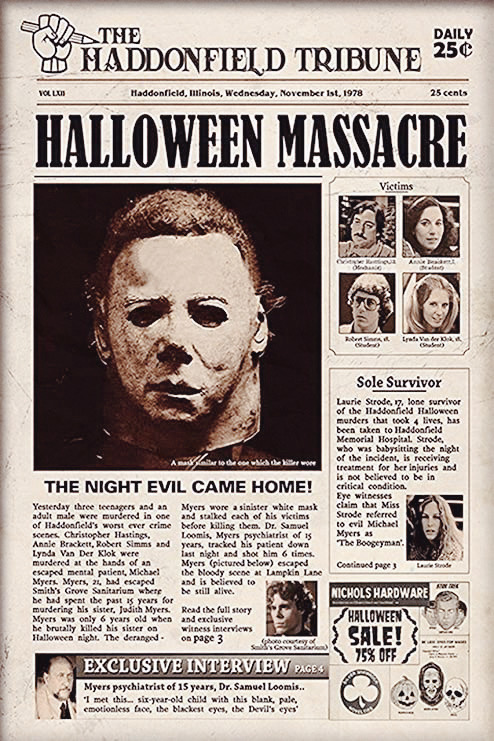 THE
HADDONFIELD TRIBUNE
DAILY
25¢
VOL LXII
Haddonfield, Illinois, Wednesday, November 1st, 1978
25 cents
HALLOWEEN MASSACRE
A mask similar to the one which the killer wore
Victims
Christopher Hastings,
(Mechanic)
Annie Brackett,
(Student)
Robert Simms, 18,
(Student)
Lynda Van der Klok, 18,
(Student)
THE NIGHT EVIL CAME HOME!
Yesterday three teenagers and an
adult male were murdered in one
of Haddonfield's worst ever crime
scenes. Christopher Hastings,
Annie Brackett, Robert Simms and
Lynda Van Der Klok were
murdered at the hands of an
escaped mental patient, Michael
Myers. Myers, 21, had escaped
Smith's Grove Sanitarium where
he had spent the past 15 years for
murdering his sister, Judith Myers.
Myers was only 6 years old when
he brutally killed his sister on
Halloween night. The deranged -
Myers wore a sinister white mask
and stalked each of his victims
before killing them. Dr. Samuel
Loomis, Myers psychiatrist of 15
years, tracked his patient down
last night and shot him 6 times.
Myers (pictured below) escaped
the bloody scene at Lampkin Lane
and is believed to
be still alive.
Read the full story
and exclusive
witness interviews
on page 3
(photo courtesy of
Smith's Grove Sanitarium)
Sole Survivor
Laurie Strode, 17, lone survivor
of the Haddonfield Halloween
murders that took 4 lives, has
been taken to Haddonfield
Memorial Hospital. Strode,
who was babysitting the night
of the incident, is receiving
treatment for her injuries and
is not believed to be in
critical condition.
Eye witnesses
claim that Miss
Strode referred
to evil Michael
Myers as
'The Boogeyman'.
Continued page 3
Laurie Strode
NICHOLS HARDWARE
HALLOWEEN
SALE!
75% OFF
STAR TREK
EXCLUSIVE INTERVIEW PAGE 4
Myers psychiatrist of 15 years, Dr. Samuel Loomis..
'I met this... six-year-old child with this blank, pale,
emotionless face, the blackest eyes, the Devil's eyes'